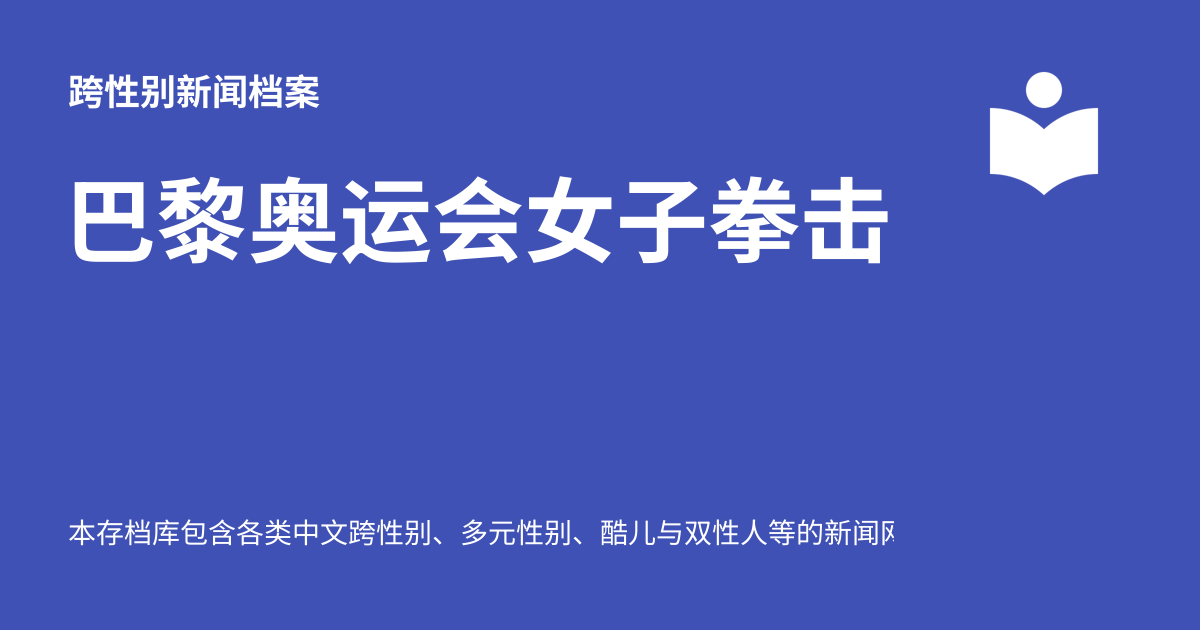 跨性别新闻档案
巴黎奥运会女子拳击
本存档库包含各类中文跨性别、多元性别、酷儿与双性人等的新闻